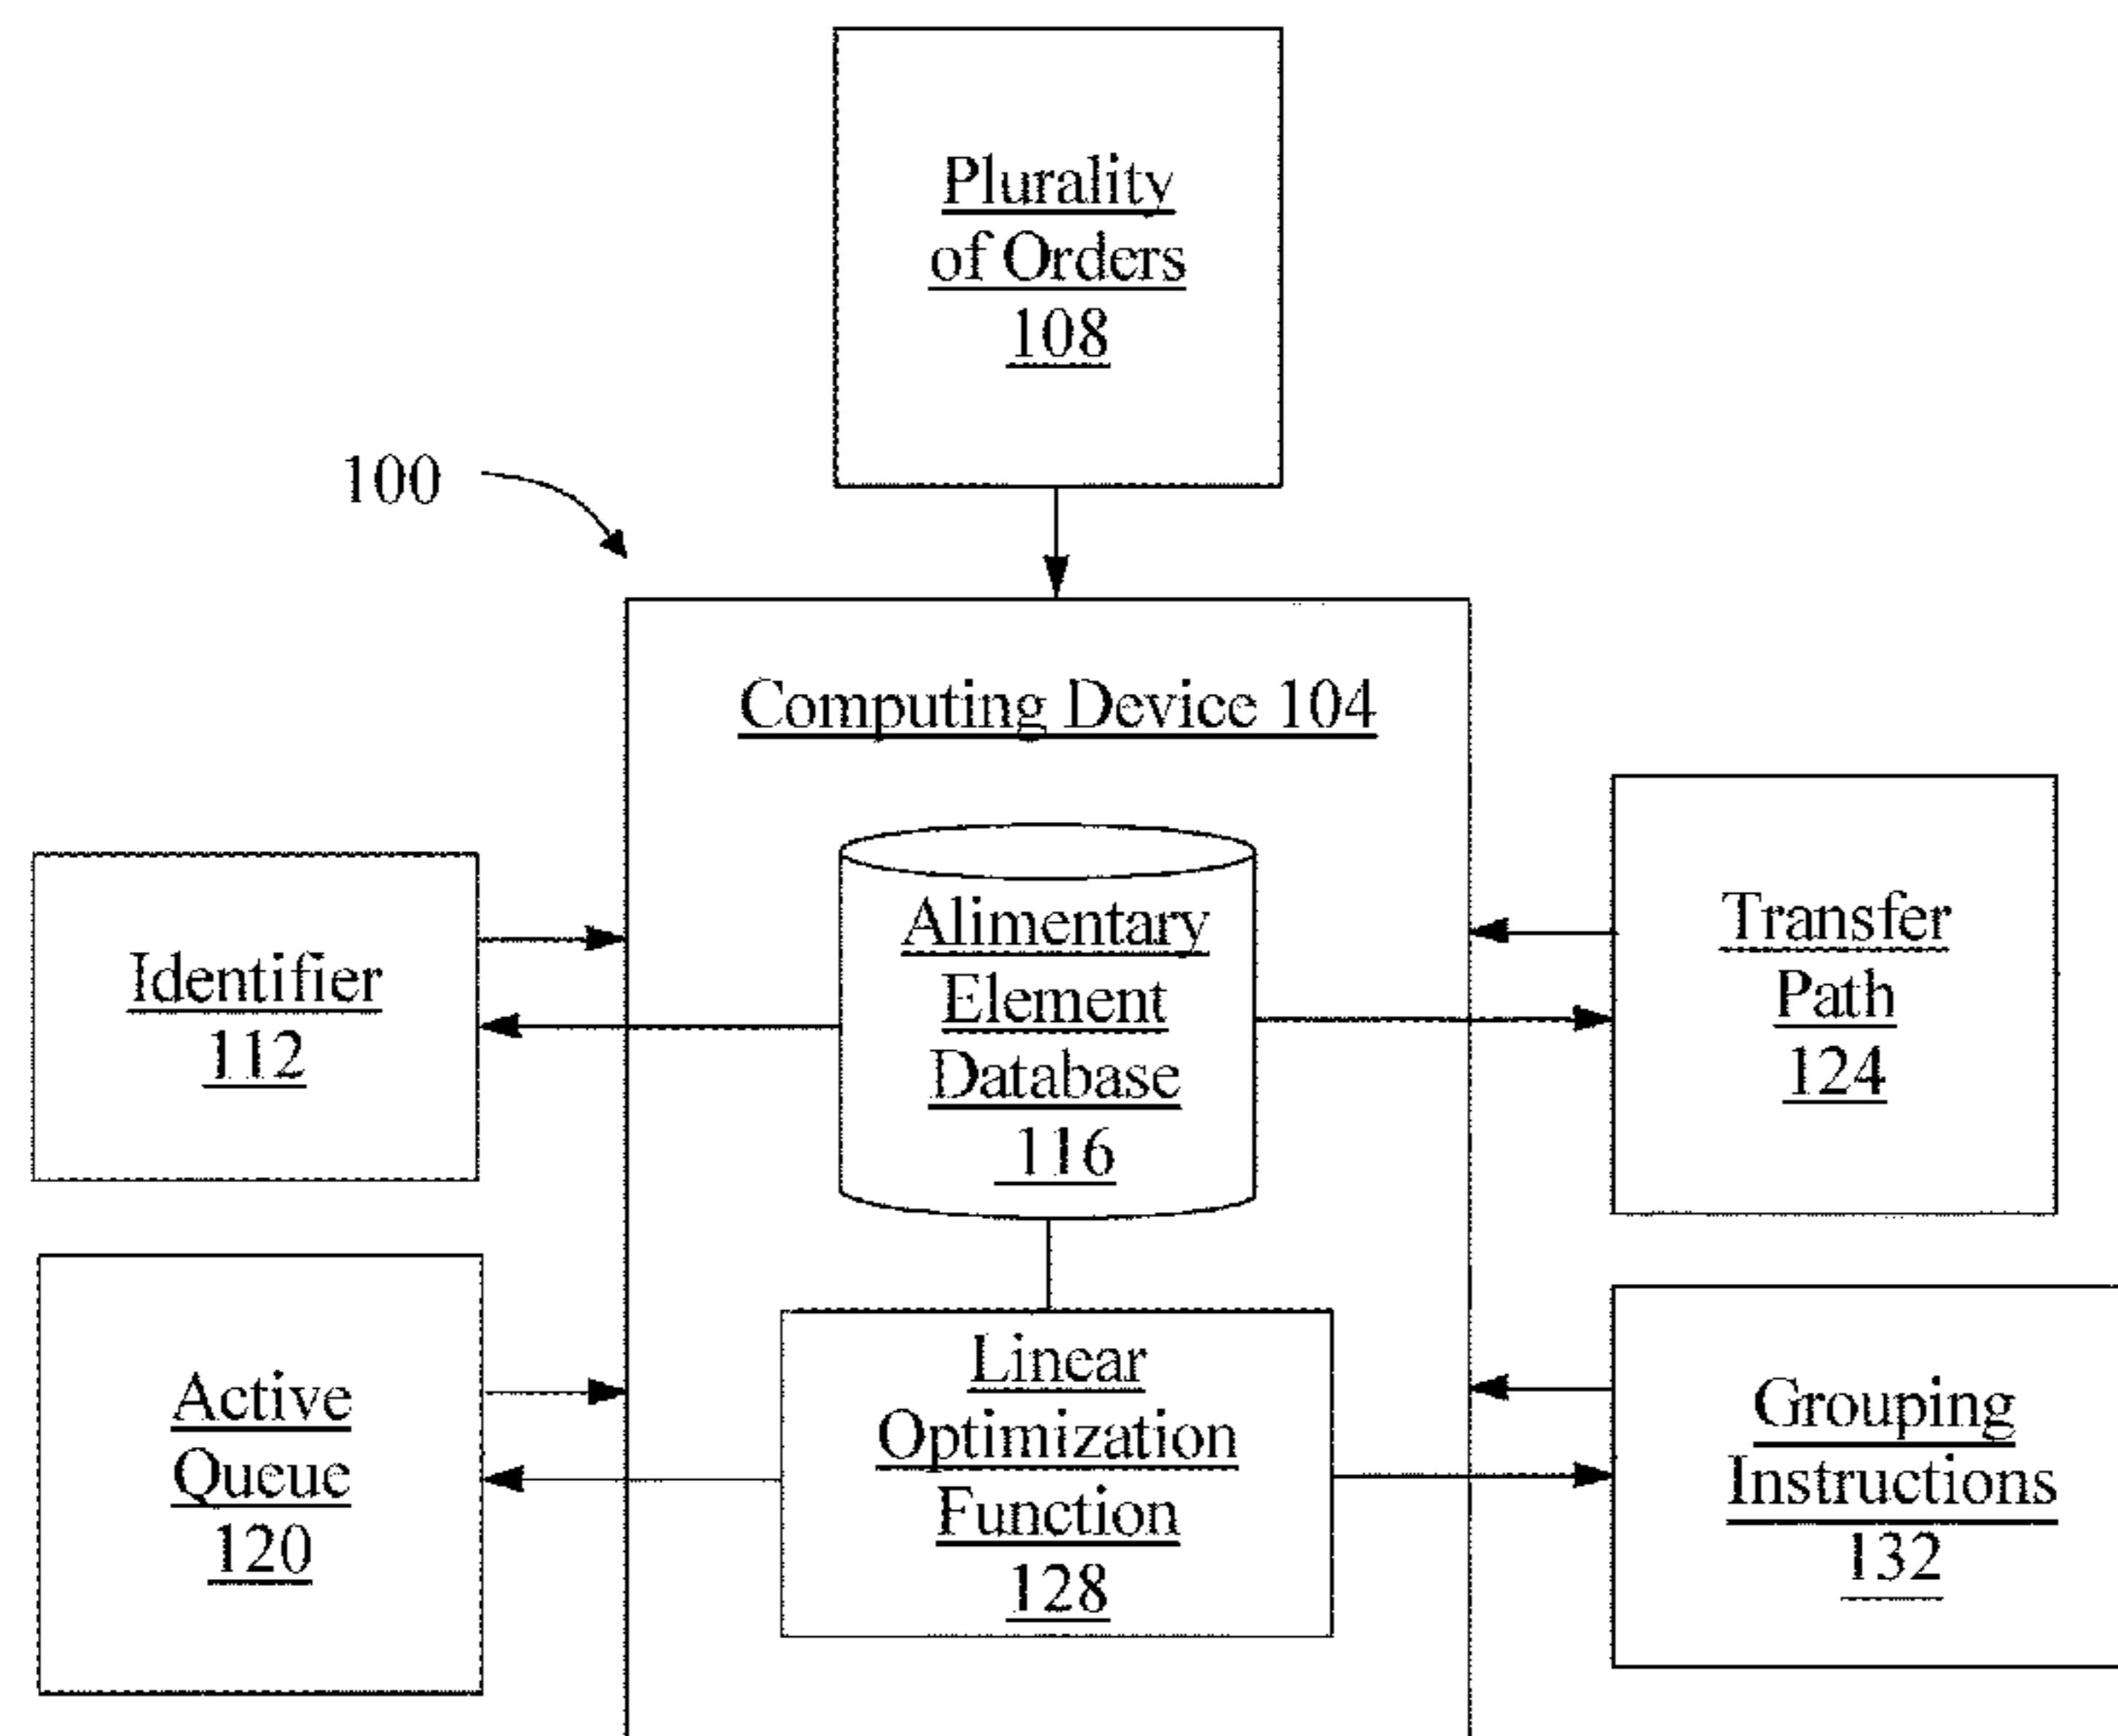 Plurality
of Orders
108
100
Computing Device 104
Identifier
112
Alimentary
Element
Database
116
Transfer
Path
124
Active
Queue
120
Linear
Optimization
Function
128
Grouping
Instructions
132